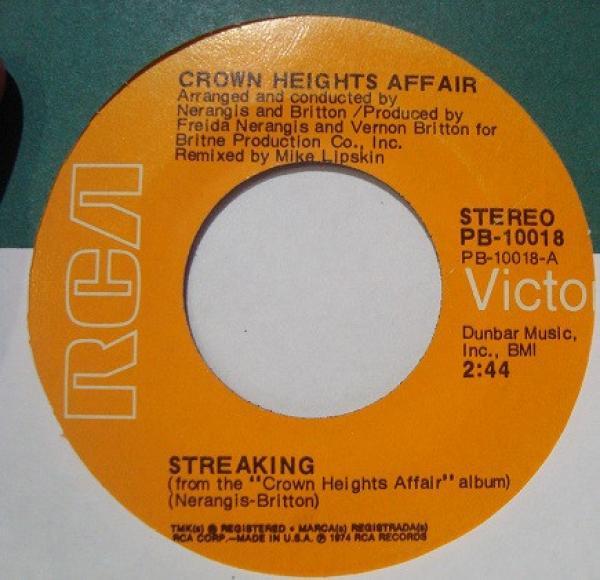 CROWN HEIGHTS AFFAIR
Arranged and conducted by
Nerangis and Britton /Produced by
Freida Nerangis and Vernon Britton for
Britne Production Co., Inc.
Remixed by Mike Lipskin
RCA
STEREO
PB-10018
PB-10018-A
Victor
Dunbar Music,
Inc., BMI
2:44
STREAKING
(from the "Crown Heights Affair" album)
(Nerangis-Britton)
TMK(s) ® REGISTERED • MARCA(s) REGISTRADA(s)
RCA CORP.—MADE IN U.S.A. ℗ 1974 RCA RECORDS